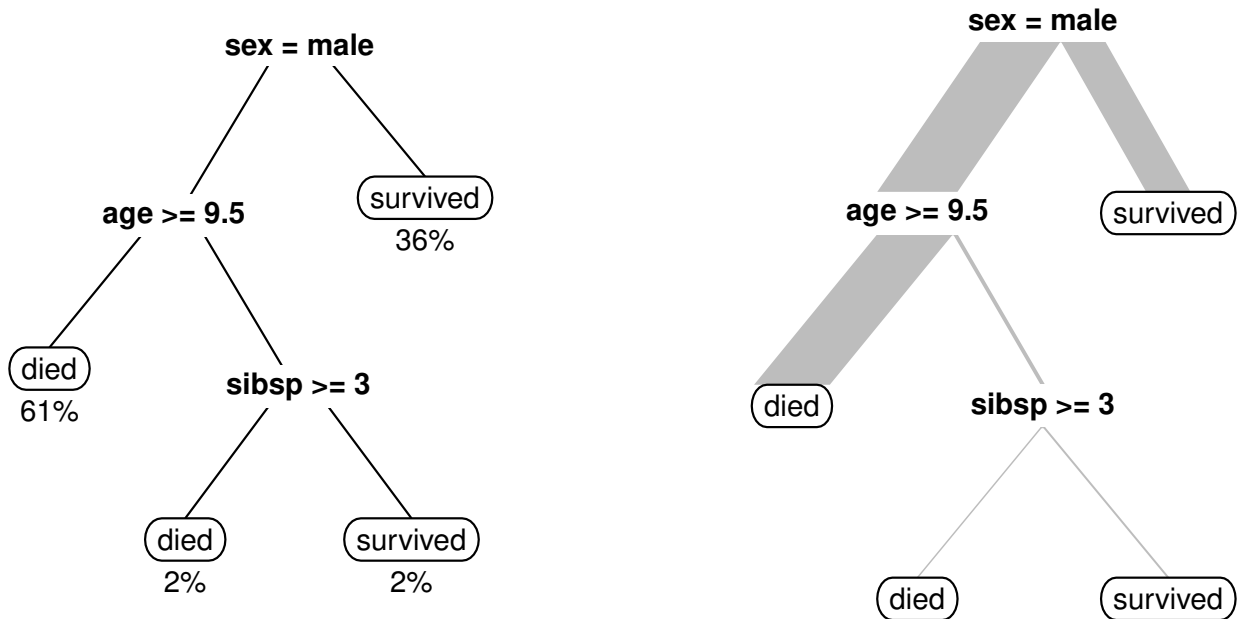 sex = male
age >= 9.5
survived
36%
died
61%
sibsp >= 3
died
2%
survived
2%
sex = male
age >= 9.5
survived
died
sibsp >= 3
died
survived